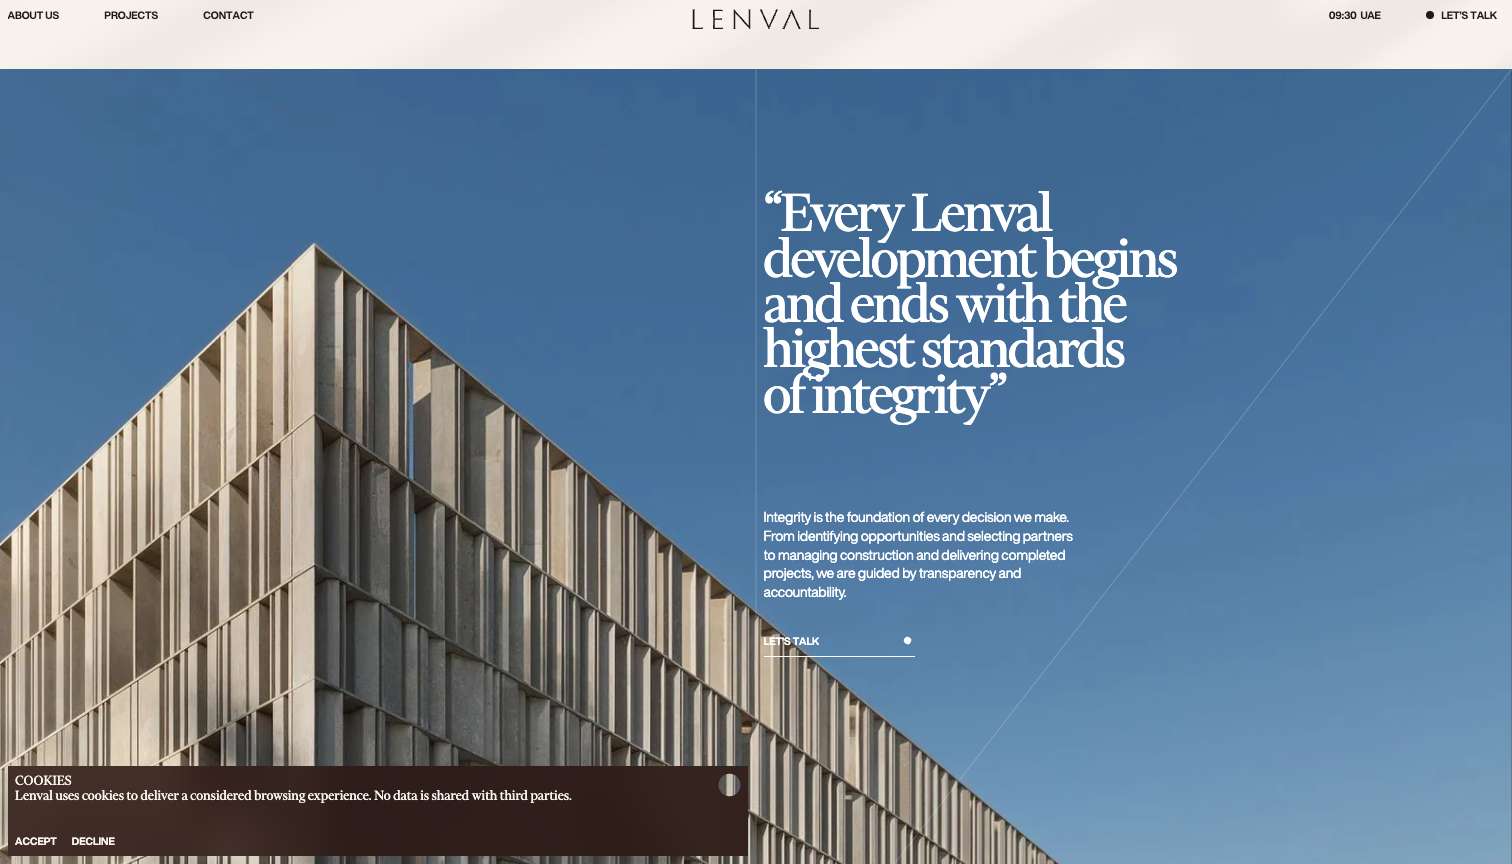 ABOUT US
PROJECTS
CONTACT
LENVAL
09:30 UAE
LET'S TALK
“Every Lenval
development begins
and ends with the
highest standards
of integrity”
Integrity is the foundation of every decision we make.
From identifying opportunities and selecting partners
to managing construction and delivering completed
projects, we are guided by transparency and
accountability.
LET'S TALK
COOKIES
Lenval uses cookies to deliver a considered browsing experience. No data is shared with third parties.
ACCEPT
DECLINE